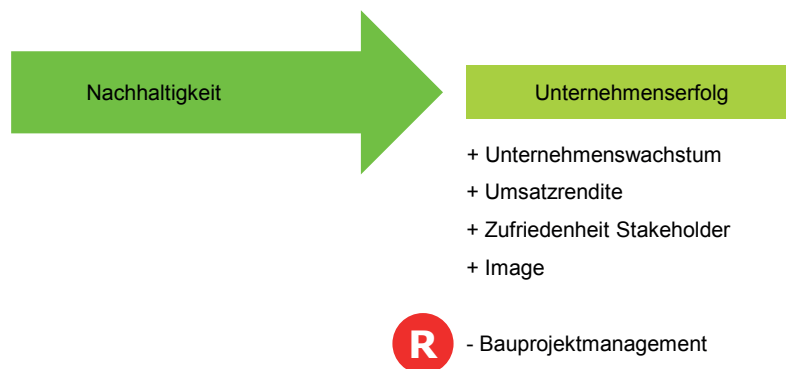 Nachhaltigkeit
Unternehmenserfolg
+ Unternehmenswachstum
+ Umsatzrendite
+ Zufriedenheit Stakeholder
+ Image
R - Bauprojektmanagement